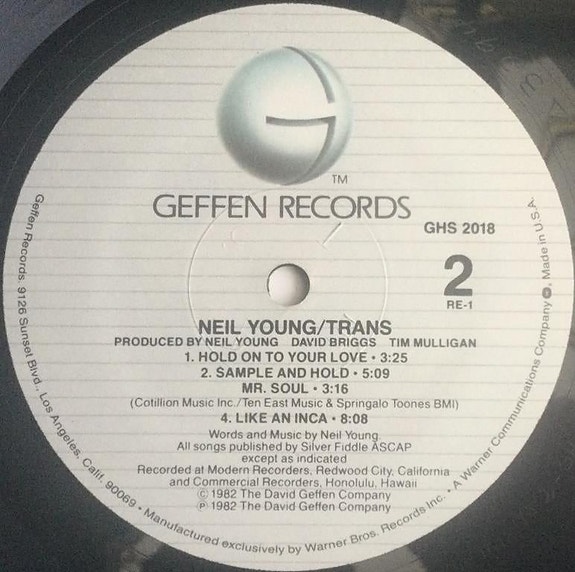 TM
GEFFEN RECORDS
GHS 2018
2
RE-1
NEIL YOUNG/TRANS
PRODUCED BY NEIL YOUNG DAVID BRIGGS TIM MULLIGAN
1. HOLD ON TO YOUR LOVE • 3:25
2. SAMPLE AND HOLD • 5:09
MR. SOUL • 3:16
(Cotillion Music Inc./Ten East Music & Springalo Toones BMI)
4. LIKE AN INCA • 8:08
Words and Music by Neil Young.
All songs published by Silver Fiddle ASCAP
except as indicated
Recorded at Modern Recorders, Redwood City, California
and Commercial Recorders, Honolulu, Hawaii
© 1982 The David Geffen Company
℗ 1982 The David Geffen Company
Geffen Records, 9126 Sunset Blvd., Los Angeles, Calif. 90069 • Manufactured exclusively by Warner Bros. Records Inc. • A Warner Communications Company, Made in U.S.A.